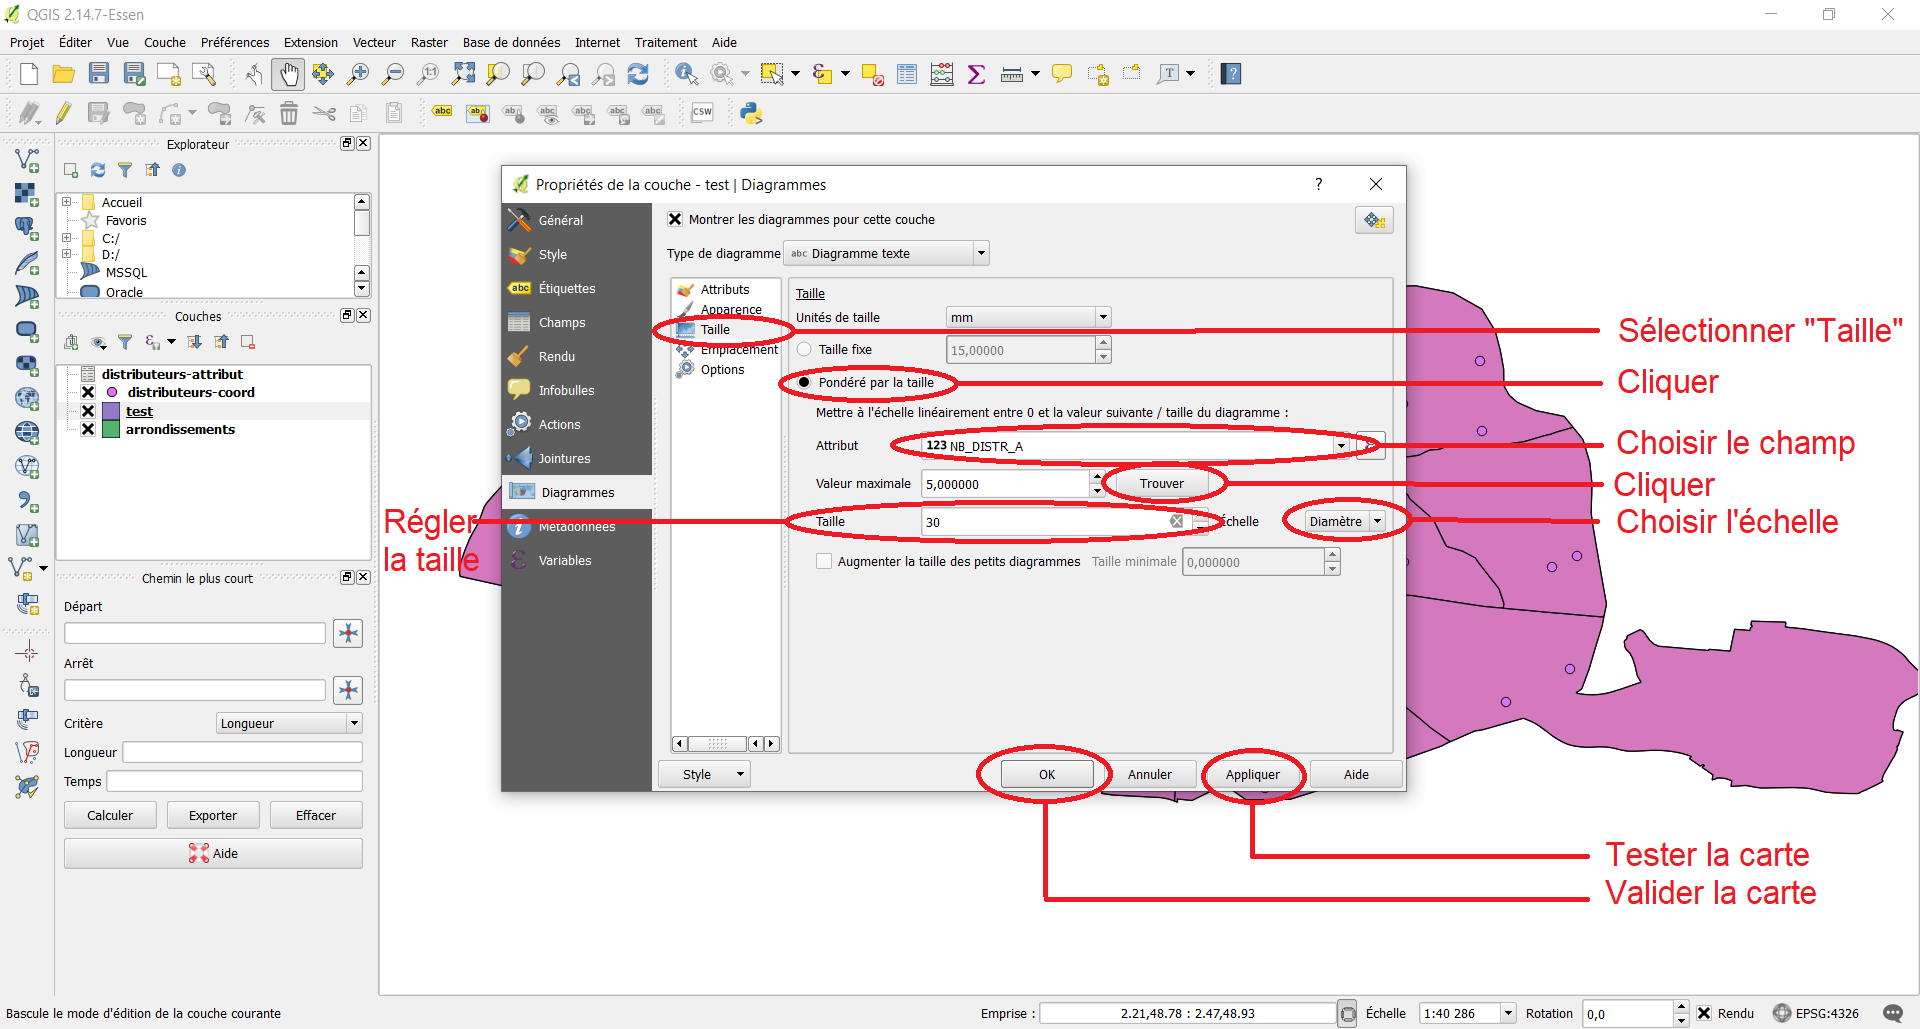 QGIS 2.14.7-Essen
Projet Éditer Vue Couche Préférences Extension Vecteur Raster Base de données Internet Traitement Aide
Explorateur
Accueil
Favoris
C:/
D:/
MSSQL
Oracle
Couches
distributeurs-attribut
distributeurs-coord
test
arrondissements
Chemin le plus court
Départ
Arrêt
Critère Longueur
Longueur
Temps
Calculer Exporter Effacer
Aide
Propriétés de la couche - test | Diagrammes
Général
Style
abc Étiquettes
Champs
Rendu
Infobulles
Actions
Jointures
Diagrammes
Métadonnées
Variables
Montrer les diagrammes pour cette couche
Type de diagramme abc Diagramme texte
Attributs
Apparence
Taille
Emplacement
Options
Taille
Unités de taille mm
Taille fixe 15,00000
Pondéré par la taille
Mettre à l'échelle linéairement entre 0 et la valeur suivante / taille du diagramme :
Attribut 123 NB_DISTR_A
Valeur maximale 5,000000 Trouver
Taille 30 Échelle Diamètre
Augmenter la taille des petits diagrammes Taille minimale 0,000000
Style OK Annuler Appliquer Aide
Sélectionner "Taille"
Cliquer
Choisir le champ
Cliquer
Choisir l'échelle
Régler
la taille
Tester la carte
Valider la carte
Bascule le mode d'édition de la couche courante
Emprise : 2.21,48.78 : 2.47,48.93 Échelle 1:40 286 Rotation 0,0 Rendu EPSG:4326